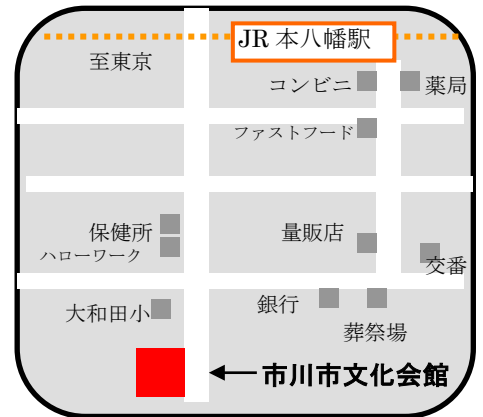 JR 本八幡駅
至東京
コンビニ
薬局
ファストフード
保健所
量販店
ハローワーク
交番
大和田小
銀行
葬祭場
市川市文化会館